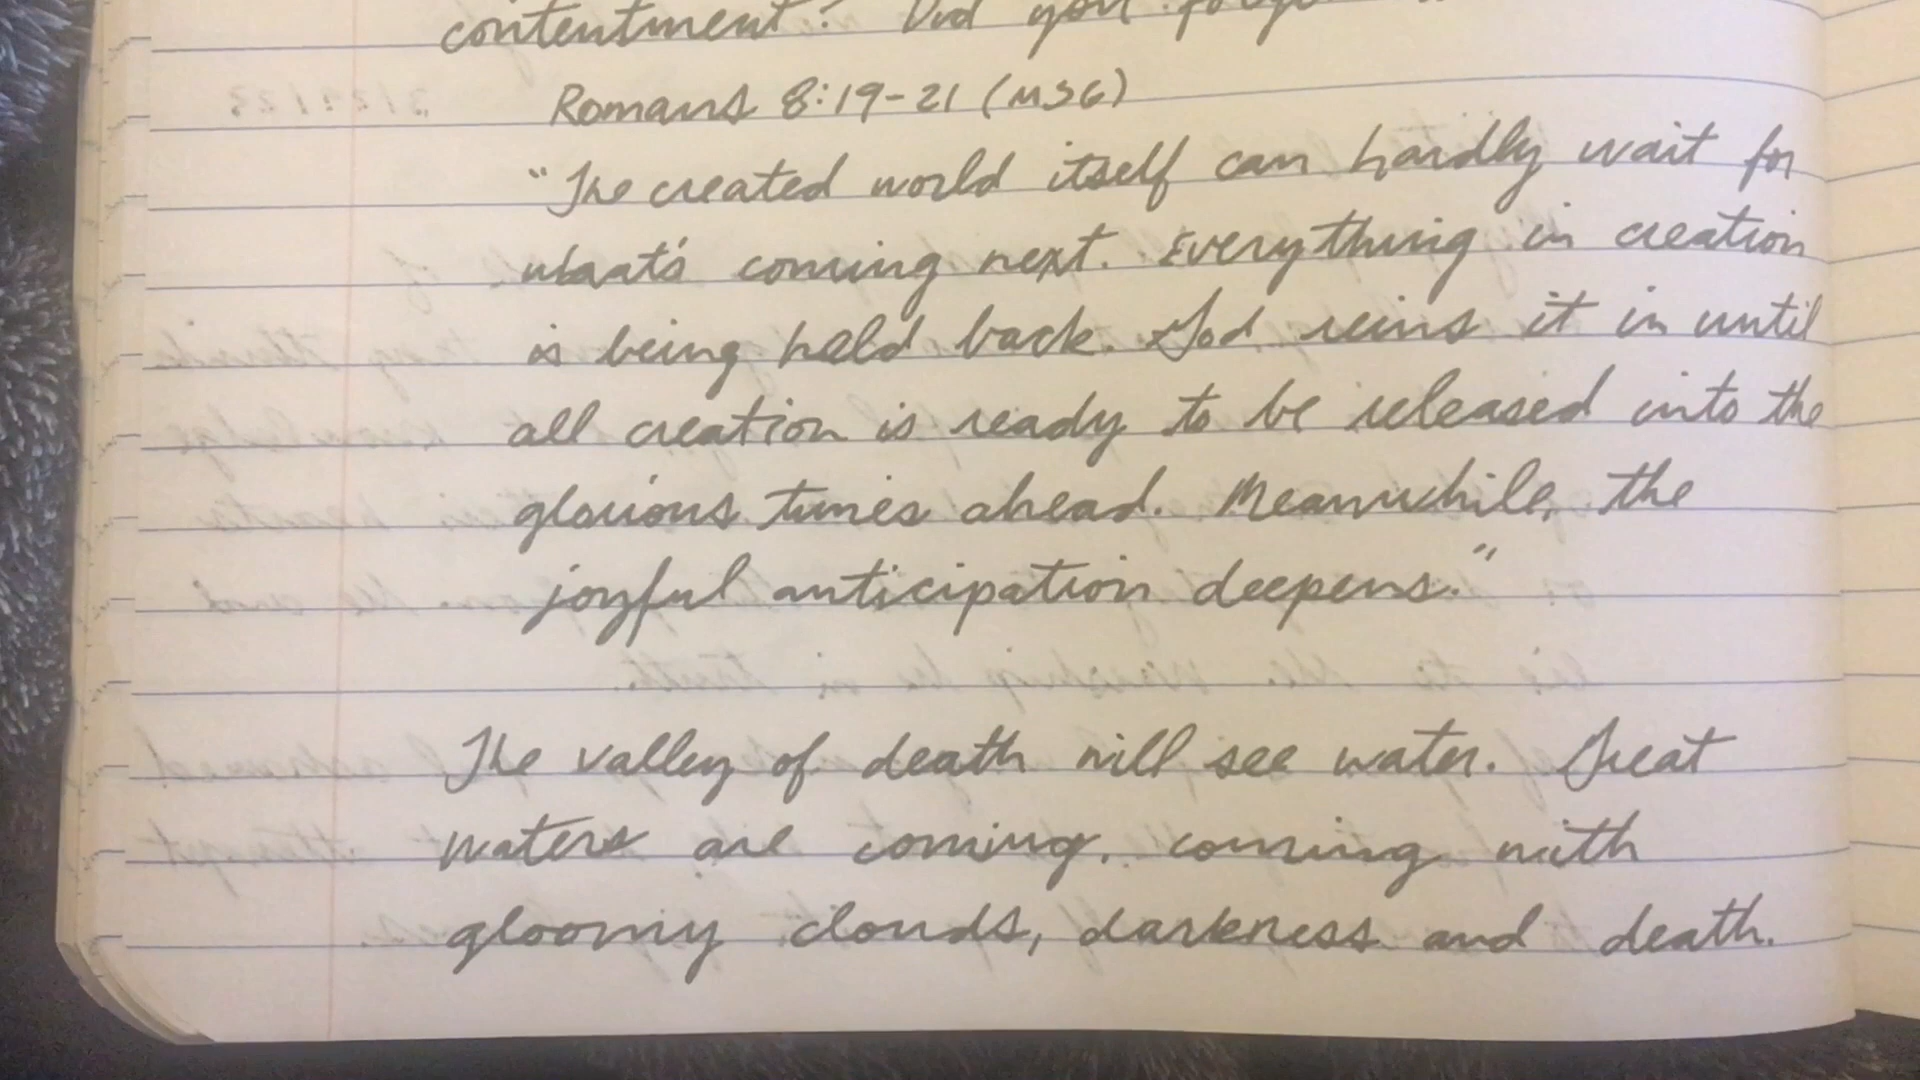 contentment? Did you
Romans 8:19-21 (MSG)
"The created world itself can hardly wait for
what's coming next. Everything in creation
is being held back. God reins it in until
all creation is ready to be released into the
glorious times ahead. Meanwhile, the
joyful anticipation deepens."
The valley of death will see water. Great
waters are coming, coming with
gloomy clouds, darkness and death.